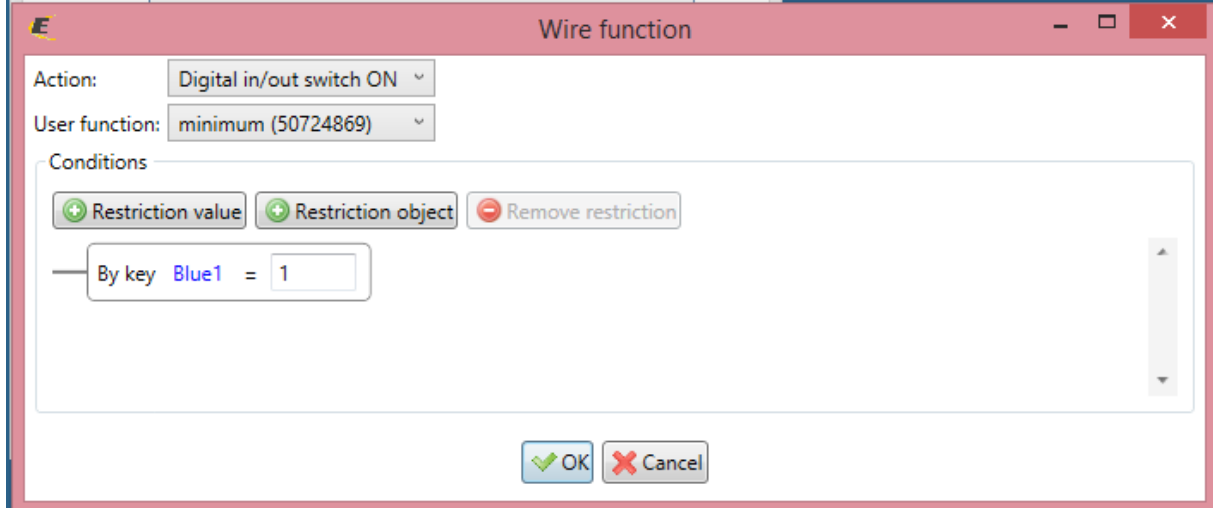 E
Wire function
Action: Digital in/out switch ON
User function: minimum (50724869)
Conditions
Restriction value Restriction object Remove restriction
By key Blue1 = 1
OK Cancel